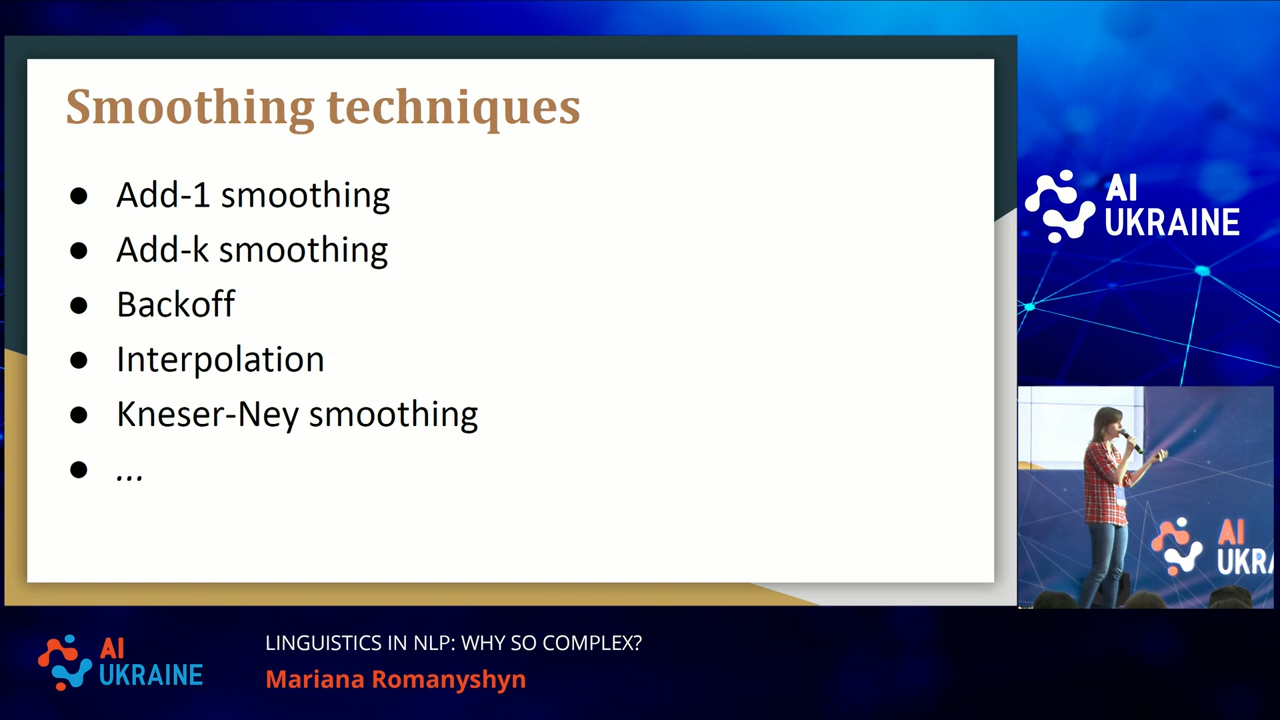 Smoothing techniques
● Add-1 smoothing
● Add-k smoothing
● Backoff
● Interpolation
● Kneser-Ney smoothing
● ...
AI
UKRAINE
AI
UKRA
AI
UKRAINE
LINGUISTICS IN NLP: WHY SO COMPLEX?
Mariana Romanyshyn